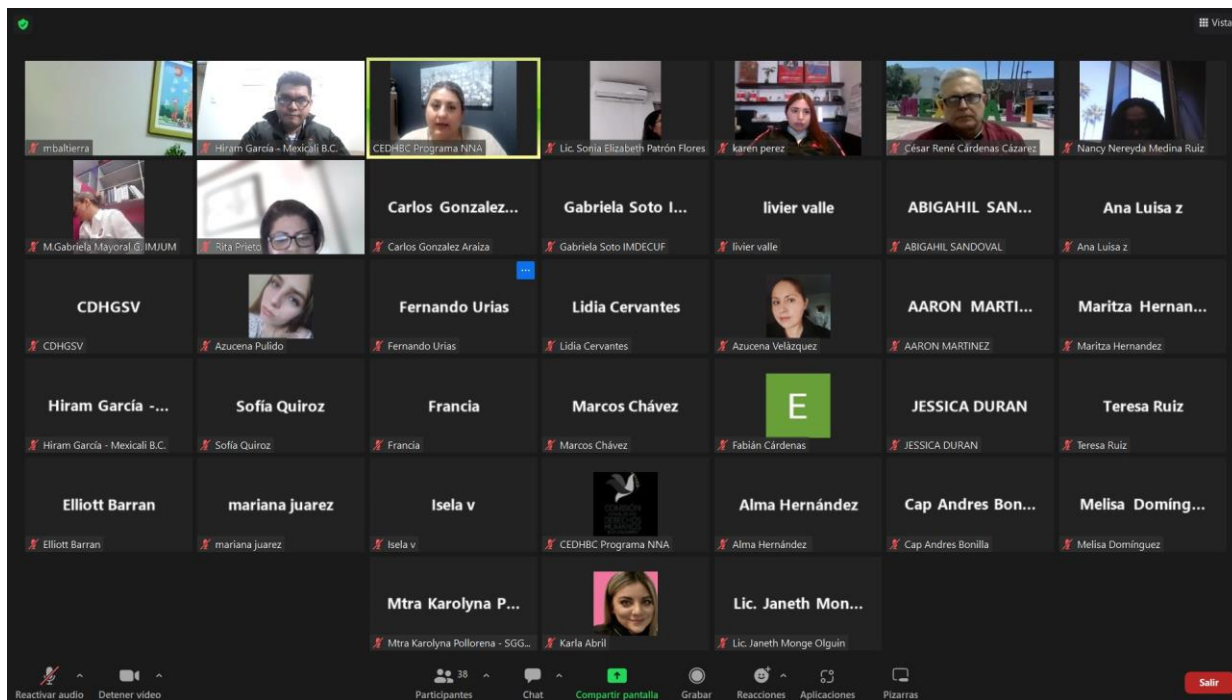 Vista
mbaltierra
Hiram García - Mexicali B.C.
CEDHBC Programa NNA
Lic. Sonia Elizabeth Patrón Flores
karen perez
César René Cárdenas Cázarez
Nancy Nereyda Medina Ruiz
M.Gabriela Mayoral G. IMJUM
Rita Prieto
Carlos Gonzalez...
Carlos Gonzalez Araiza
Gabriela Soto I...
Gabriela Soto IMDECUF
livier valle
livier valle
ABIGAHIL SAN...
ABIGAHIL SANDOVAL
Ana Luisa z
Ana Luisa z
CDHGSV
CDHGSV
Azucena Pulido
...
Fernando Urias
Fernando Urias
Lidia Cervantes
Lidia Cervantes
Azucena Velázquez
AARON MARTI...
AARON MARTINEZ
Maritza Hernan...
Maritza Hernandez
Hiram García -...
Hiram García - Mexicali B.C.
Sofía Quiroz
Sofía Quiroz
Francia
Francia
Marcos Chávez
Marcos Chávez
E
Fabián Cárdenas
JESSICA DURAN
JESSICA DURAN
Teresa Ruiz
Teresa Ruiz
Elliott Barran
Elliott Barran
mariana juarez
mariana juarez
Isela v
Isela v
COMISIÓN
DERECHOS
HUMANOS
CEDHBC Programa NNA
Alma Hernández
Alma Hernández
Cap Andres Bon...
Cap Andres Bonilla
Melisa Domíng...
Melisa Domínguez
Mtra Karolyna P...
Mtra Karolyna Pollorena - SGG...
Karla Abril
Lic. Janeth Mon...
Lic. Janeth Monge Olguin
Reactivar audio
Detener vídeo
38
Participantes
Chat
Compartir pantalla
Grabar
Reacciones
Aplicaciones
Pizarras
Salir